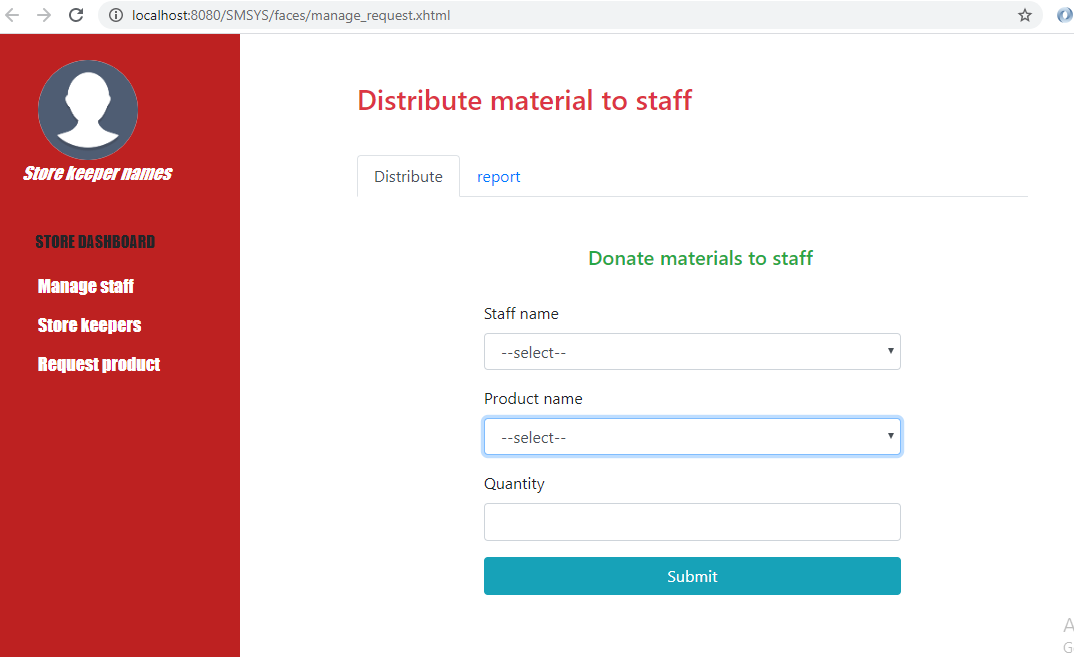 localhost:8080/SMSYS/faces/manage_request.xhtml
Store keeper names
STORE DASHBOARD
Manage staff
Store keepers
Request product
Distribute material to staff
Distribute
report
Donate materials to staff
Staff name
--select--
Product name
--select--
Quantity
Submit
A
G